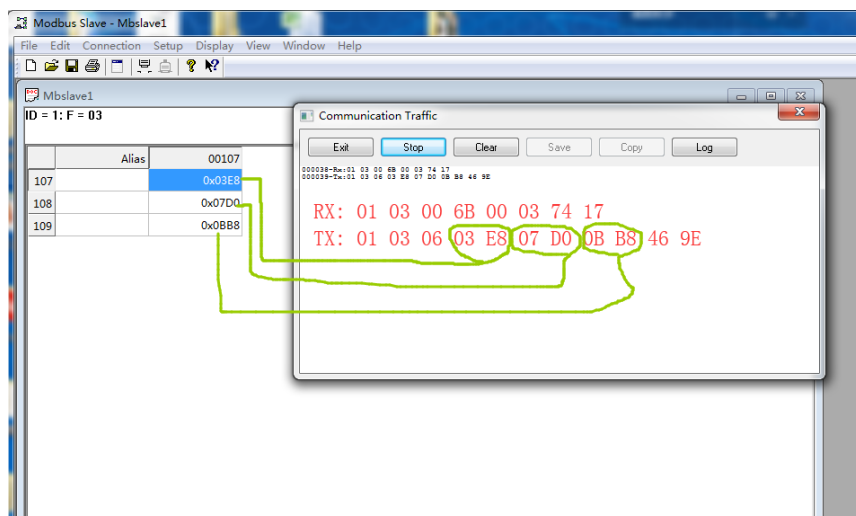 Modbus Slave - Mbslave1
File Edit Connection Setup Display View Window Help
Mbslave1
ID = 1: F = 03
Alias 00107
107 0x03E8
108 0x07D0
109 0x0BB8
Communication Traffic
Exit Stop Clear Save Copy Log
000038-Rx:01 03 00 6B 00 03 74 17
000039-Tx:01 03 06 03 E8 07 D0 0B B8 46 9E
RX: 01 03 00 6B 00 03 74 17
TX: 01 03 06 03 E8 07 D0 0B B8 46 9E